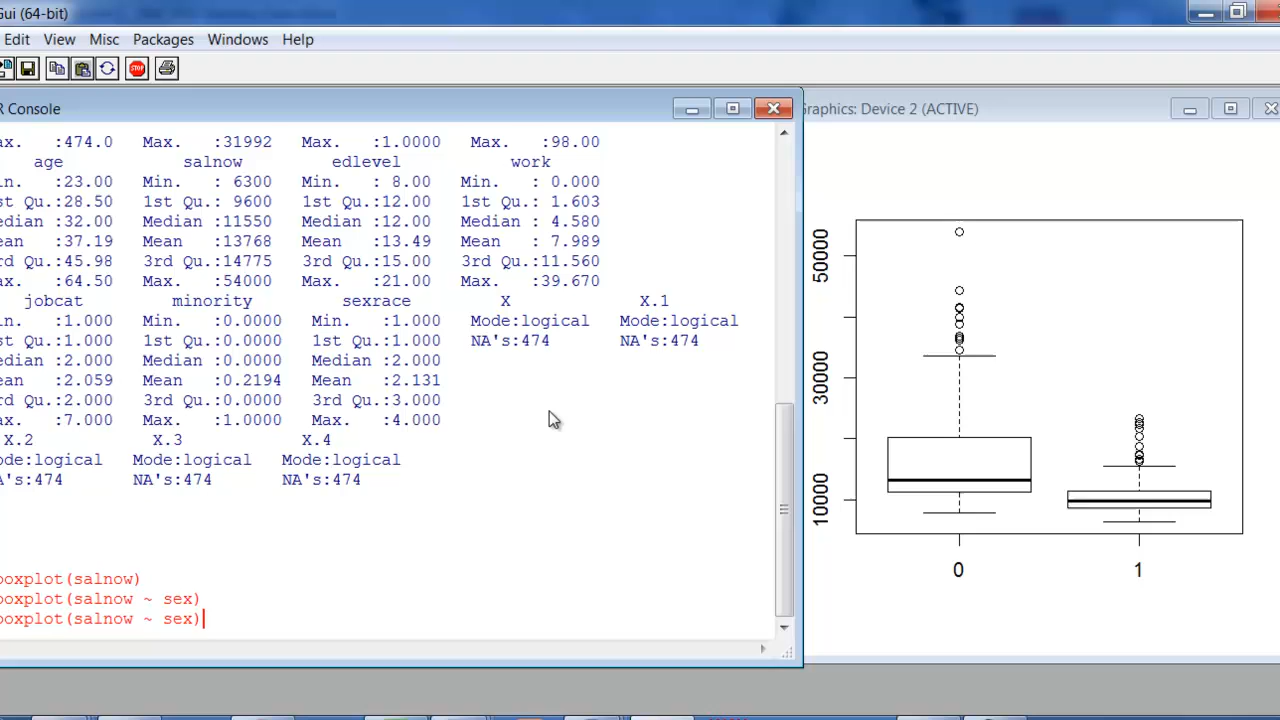 Gui (64-bit)
Edit View Misc Packages Windows Help
STOP
R Console
ax. :474.0 Max. :31992 Max. :1.0000 Max. :98.00
age salnow edlevel work
in. :23.00 Min. : 6300 Min. : 8.00 Min. : 0.000
st Qu.:28.50 1st Qu.: 9600 1st Qu.:12.00 1st Qu.: 1.603
edian :32.00 Median :11550 Median :12.00 Median : 4.580
ean :37.19 Mean :13768 Mean :13.49 Mean : 7.989
rd Qu.:45.98 3rd Qu.:14775 3rd Qu.:15.00 3rd Qu.:11.560
ax. :64.50 Max. :54000 Max. :21.00 Max. :39.670
jobcat minority sexrace X X.1
in. :1.000 Min. :0.0000 Min. :1.000 Mode:logical Mode:logical
st Qu.:1.000 1st Qu.:0.0000 1st Qu.:1.000 NA's:474 NA's:474
edian :2.000 Median :0.0000 Median :2.000
ean :2.059 Mean :0.2194 Mean :2.131
rd Qu.:2.000 3rd Qu.:0.0000 3rd Qu.:3.000
ax. :7.000 Max. :1.0000 Max. :4.000
X.2 X.3 X.4
ode:logical Mode:logical Mode:logical
A's:474 NA's:474 NA's:474
oxplot(salnow)
oxplot(salnow ~ sex)
oxplot(salnow ~ sex)
Graphics: Device 2 (ACTIVE)
50000
30000
10000
0 1